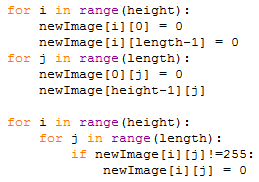 for i in range(height):
    newImage[i][0] = 0
    newImage[i][length-1] = 0
for j in range(length):
    newImage[0][j] = 0
    newImage[height-1][j]

for i in range(height):
    for j in range(length):
        if newImage[i][j]!=255:
            newImage[i][j] = 0